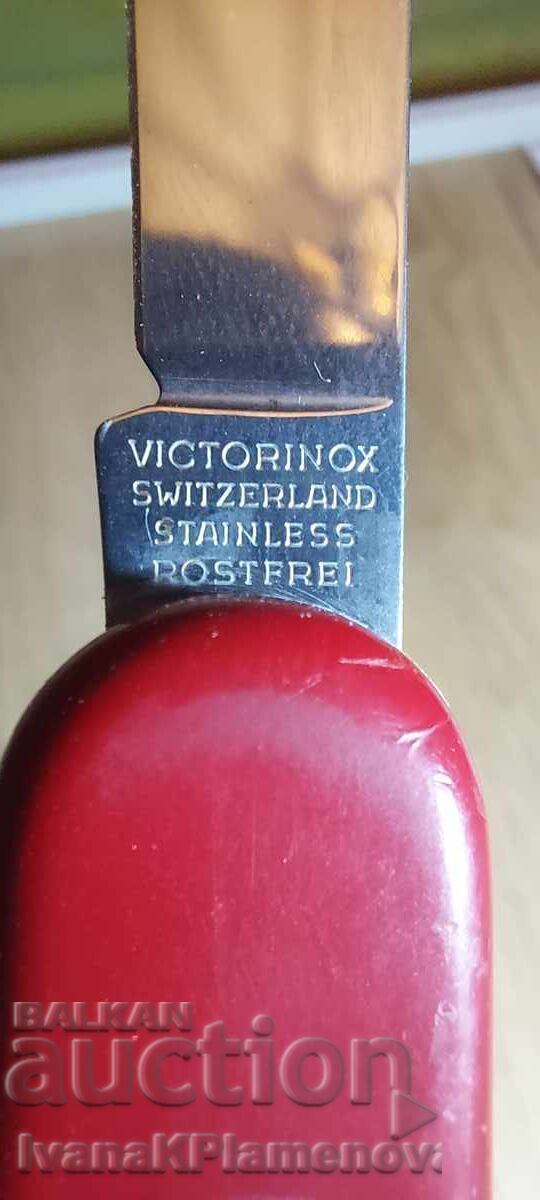 VICTORINOX
SWITZERLAND
STAINLESS
ROSTFREI
BALKAN
auction
IvanaKPlamenova